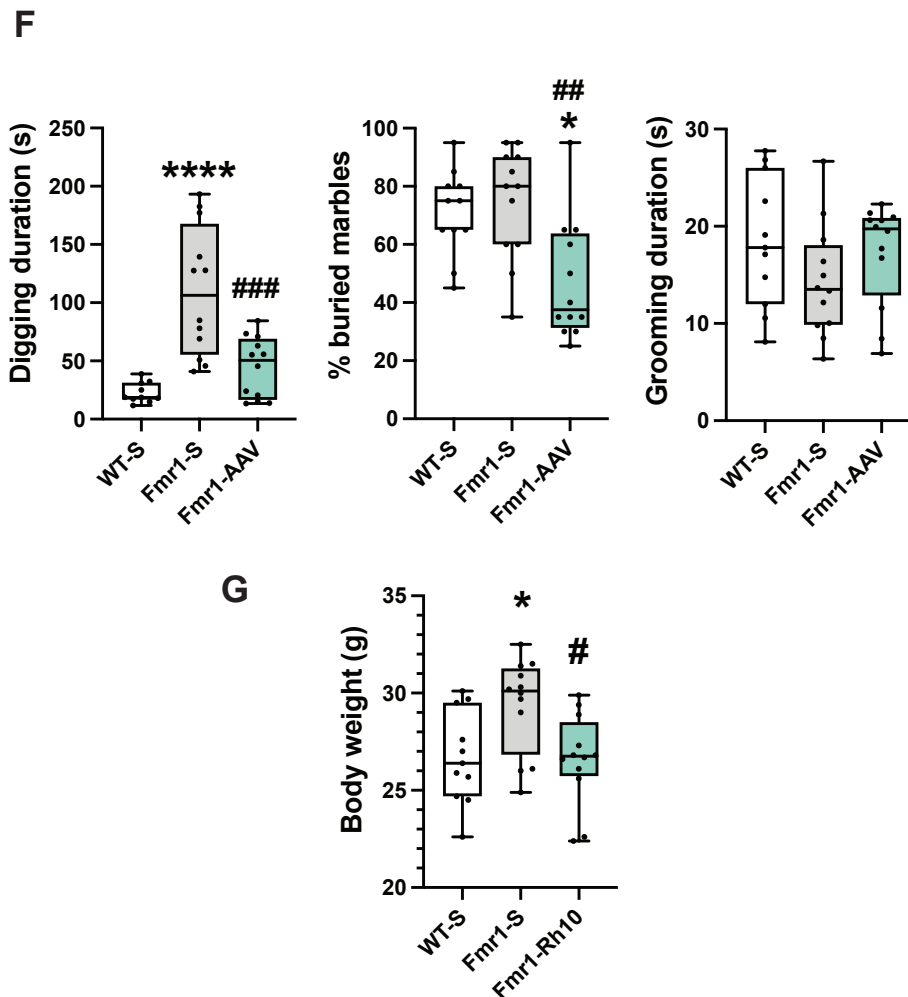 F
Digging duration (s)
250
200
150
100
50
0
****
###
WT-S
Fmr1-S
Fmr1-AAV
% buried marbles
100
80
60
40
20
0
##
*
WT-S
Fmr1-S
Fmr1-AAV
Grooming duration (s)
30
20
10
0
WT-S
Fmr1-S
Fmr1-AAV
G
Body weight (g)
35
30
25
20
*
#
WT-S
Fmr1-S
Fmr1-Rh10